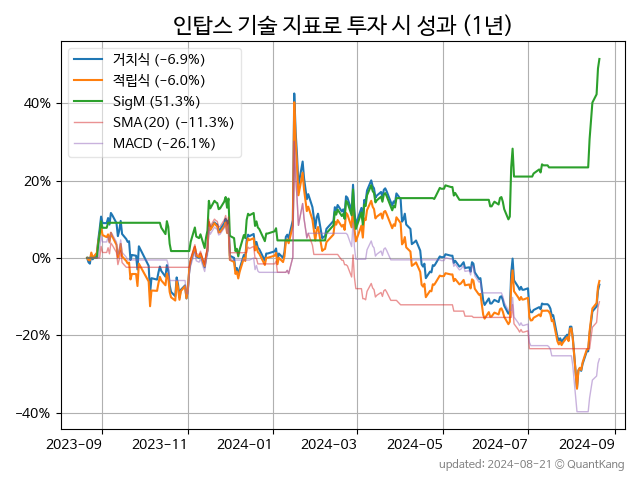 인탑스 기술 지표로 투자 시 성과 (1년)
거치식 (−6.9%)
적립식 (−6.0%)
SigM (51.3%)
SMA(20) (−11.3%)
MACD (−26.1%)
40%
20%
0%
−20%
−40%
2023-09
2023-11
2024-01
2024-03
2024-05
2024-07
2024-09
updated: 2024-08-21 © QuantKang